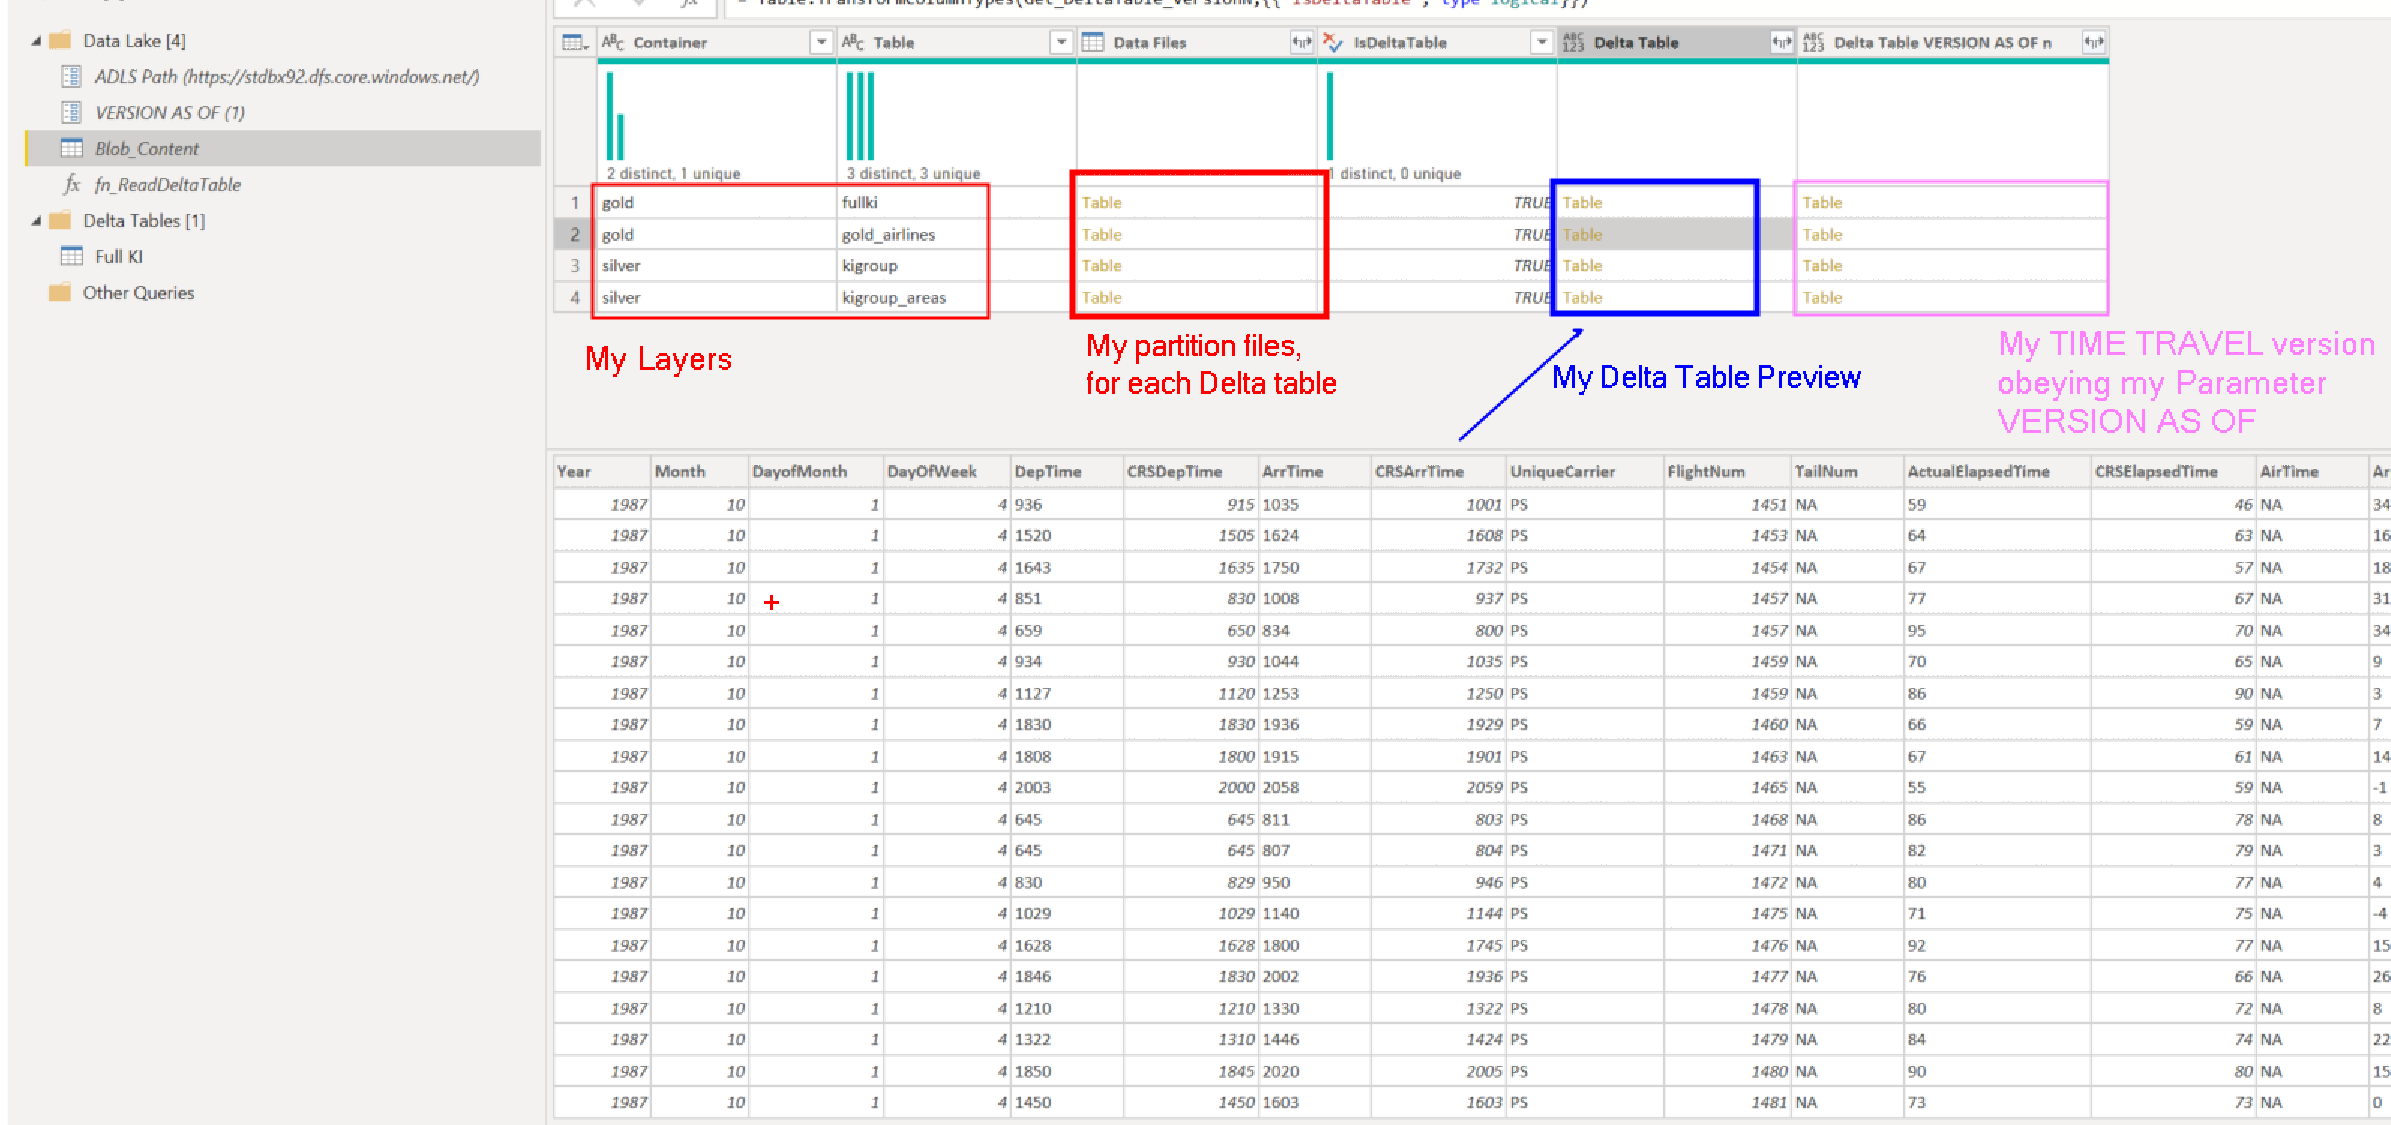 = Table.TransformColumnTypes(Get_DeltaTable_VersionN,{{"IsDeltaTable", type logical}})
Data Lake [4]
ADLS Path (https://stdbx92.dfs.core.windows.net/)
VERSION AS OF (1)
Blob_Content
fx fn_ReadDeltaTable
Delta Tables [1]
Full KI
Other Queries
ABC Container ABC Table Data Files IsDeltaTable ABC 123 Delta Table ABC 123 Delta Table VERSION AS OF n
2 distinct, 1 unique 3 distinct, 3 unique 1 distinct, 0 unique
1 gold fullki Table TRUE Table Table
2 gold gold_airlines Table TRUE Table Table
3 silver kigroup Table TRUE Table Table
4 silver kigroup_areas Table TRUE Table Table
My Layers
My partition files,
for each Delta table
My Delta Table Preview
My TIME TRAVEL version
obeying my Parameter
VERSION AS OF
Year Month DayofMonth DayOfWeek DepTime CRSDepTime ArrTime CRSArrTime UniqueCarrier FlightNum TailNum ActualElapsedTime CRSElapsedTime AirTime Ar
1987 10 1 4 936 915 1035 1001 PS 1451 NA 59 46 NA 34
1987 10 1 4 1520 1505 1624 1608 PS 1453 NA 64 63 NA 16
1987 10 1 4 1643 1635 1750 1732 PS 1454 NA 67 57 NA 18
1987 10 1 4 851 830 1008 937 PS 1457 NA 77 67 NA 31
1987 10 1 4 659 650 834 800 PS 1457 NA 95 70 NA 34
1987 10 1 4 934 930 1044 1035 PS 1459 NA 70 65 NA 9
1987 10 1 4 1127 1120 1253 1250 PS 1459 NA 86 90 NA 3
1987 10 1 4 1830 1830 1936 1929 PS 1460 NA 66 59 NA 7
1987 10 1 4 1808 1800 1915 1901 PS 1463 NA 67 61 NA 14
1987 10 1 4 2003 2000 2058 2059 PS 1465 NA 55 59 NA -1
1987 10 1 4 645 645 811 803 PS 1468 NA 86 78 NA 8
1987 10 1 4 645 645 807 804 PS 1471 NA 82 79 NA 3
1987 10 1 4 830 829 950 946 PS 1472 NA 80 77 NA 4
1987 10 1 4 1029 1029 1140 1144 PS 1475 NA 71 75 NA -4
1987 10 1 4 1628 1628 1800 1745 PS 1476 NA 92 77 NA 15
1987 10 1 4 1846 1830 2002 1936 PS 1477 NA 76 66 NA 26
1987 10 1 4 1210 1210 1330 1322 PS 1478 NA 80 72 NA 8
1987 10 1 4 1322 1310 1446 1424 PS 1479 NA 84 74 NA 22
1987 10 1 4 1850 1845 2020 2005 PS 1480 NA 90 80 NA 15
1987 10 1 4 1450 1450 1603 1603 PS 1481 NA 73 73 NA 0